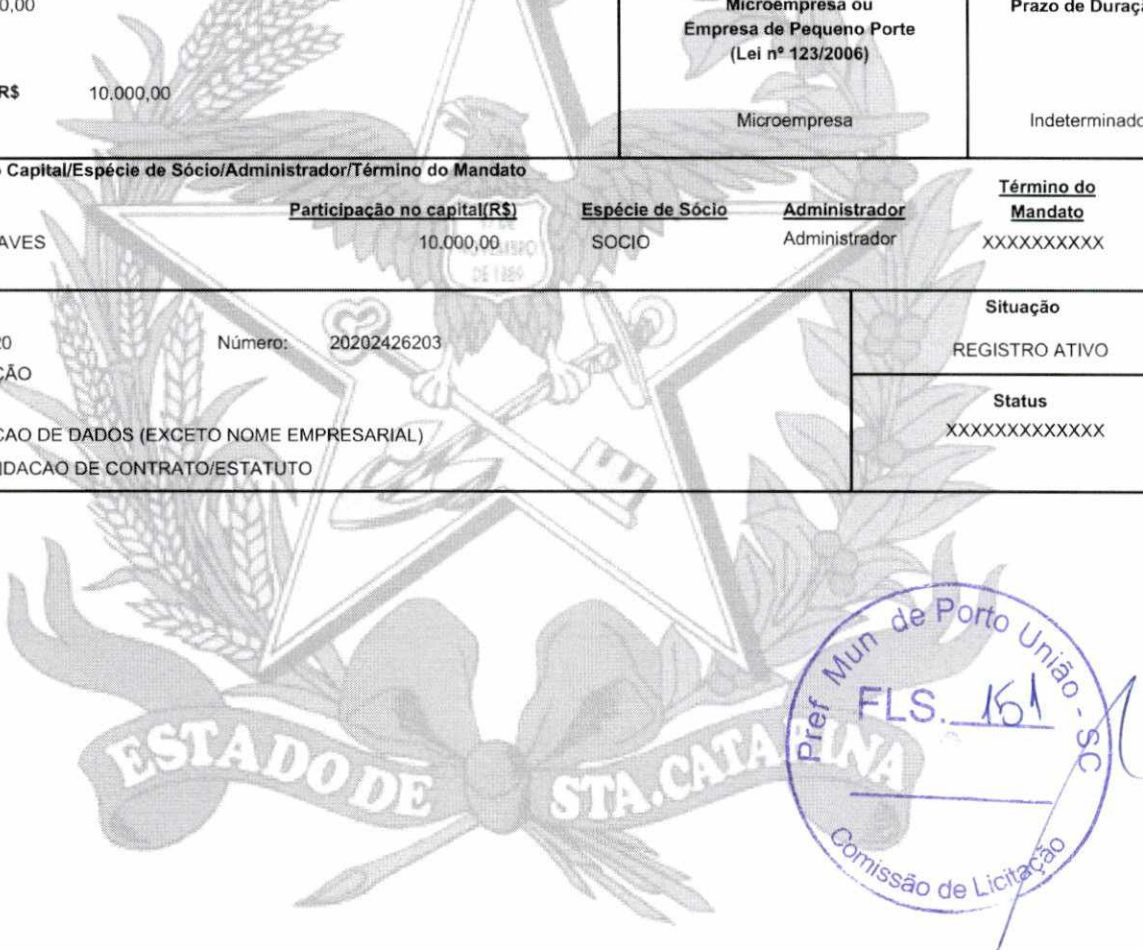 0,00
Microempresa ou
Empresa de Pequeno Porte
(Lei nº 123/2006)
Prazo de Duraçã
R$ 10.000,00
Microempresa
Indeterminado
o Capital/Espécie de Sócio/Administrador/Término do Mandato
Participação no capital(R$) Espécie de Sócio Administrador Término do Mandato
AVES 10.000,00 SOCIO Administrador XXXXXXXXXX
NOVEMBRO
DE 1889
20 Número: 20202426203
ÇÃO
CAO DE DADOS (EXCETO NOME EMPRESARIAL)
IDACAO DE CONTRATO/ESTATUTO
Situação
REGISTRO ATIVO
Status
XXXXXXXXXXXXX
ESTADO DE STA.CATARINA
Pref Mun de Porto União - SC
FLS. 151
Comissão de Licitação